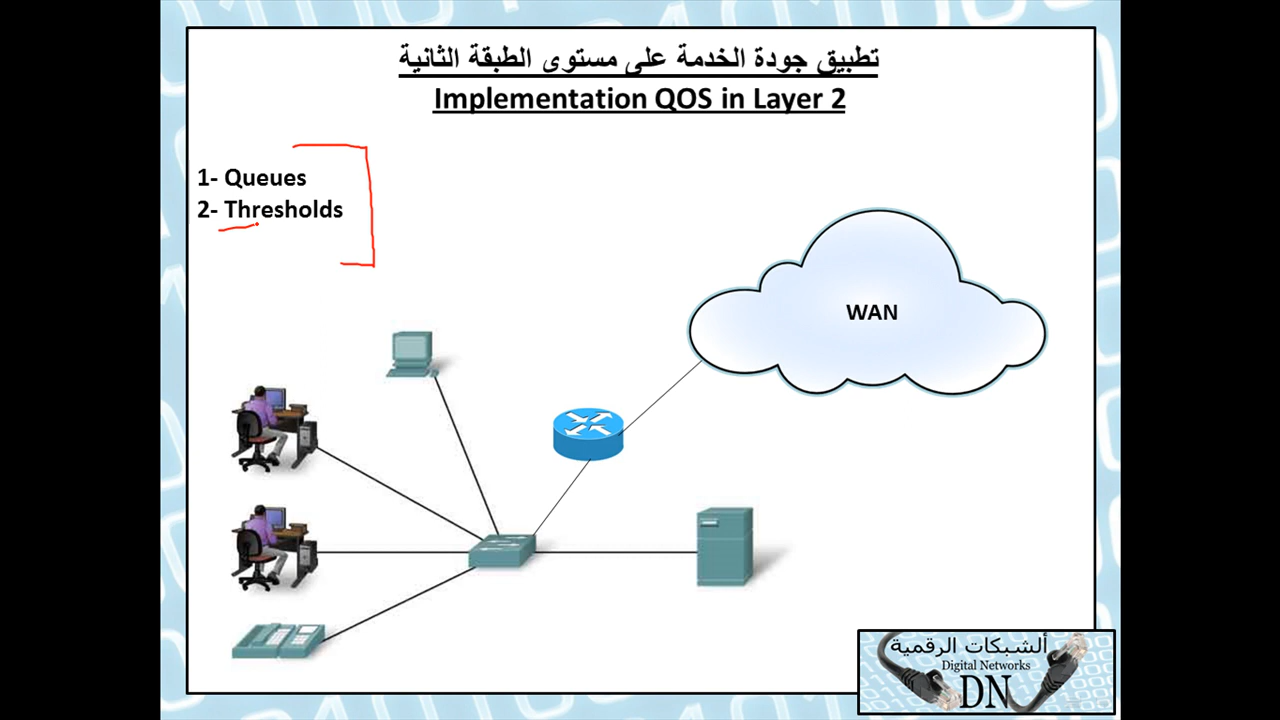 تطبيق جودة الخدمة على مستوى الطبقة الثانية
Implementation QOS in Layer 2
1- Queues
2- Thresholds
WAN
ألشبكات الرقمية
Digital Networks
DN